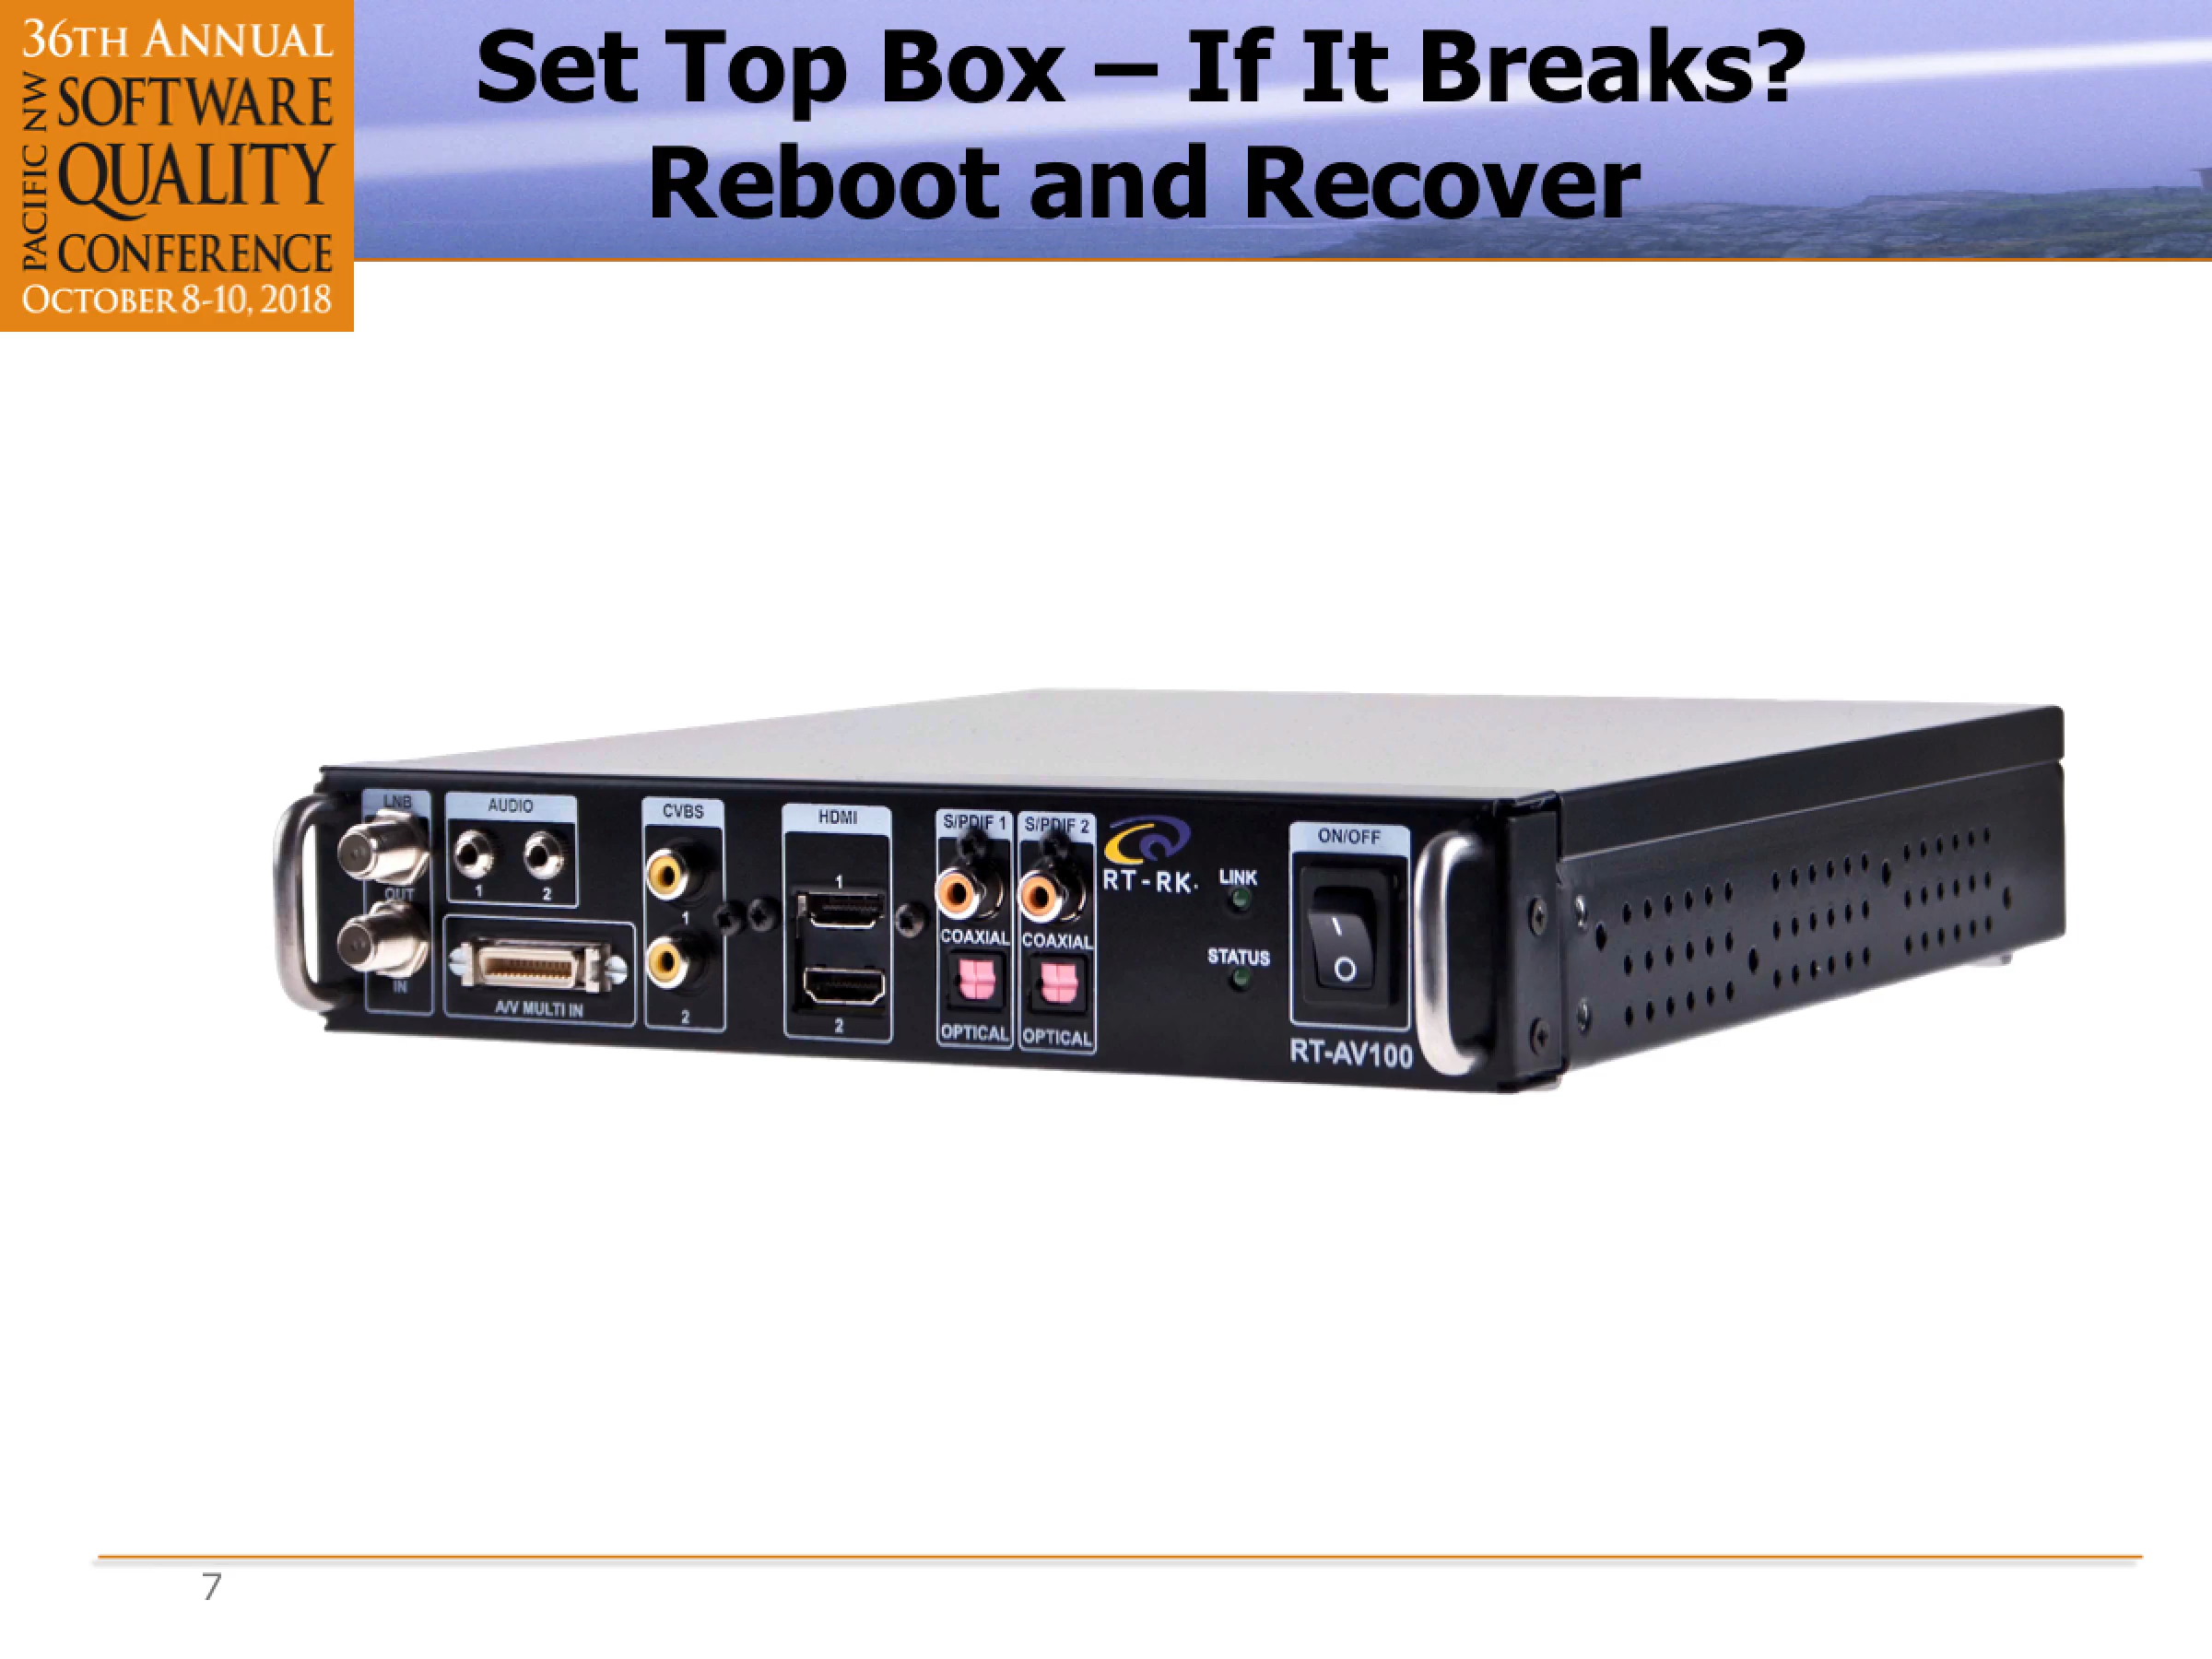 36TH ANNUAL
PACIFIC NW
SOFTWARE
QUALITY
CONFERENCE
OCTOBER 8-10, 2018
Set Top Box – If It Breaks?
Reboot and Recover
LNB
OUT
IN
AUDIO
1 2
A/V MULTI IN
CVBS
1
2
HDMI
1
2
S/PDIF 1
COAXIAL
OPTICAL
S/PDIF 2
COAXIAL
OPTICAL
RT-RK
LINK
STATUS
ON/OFF
RT-AV100
7